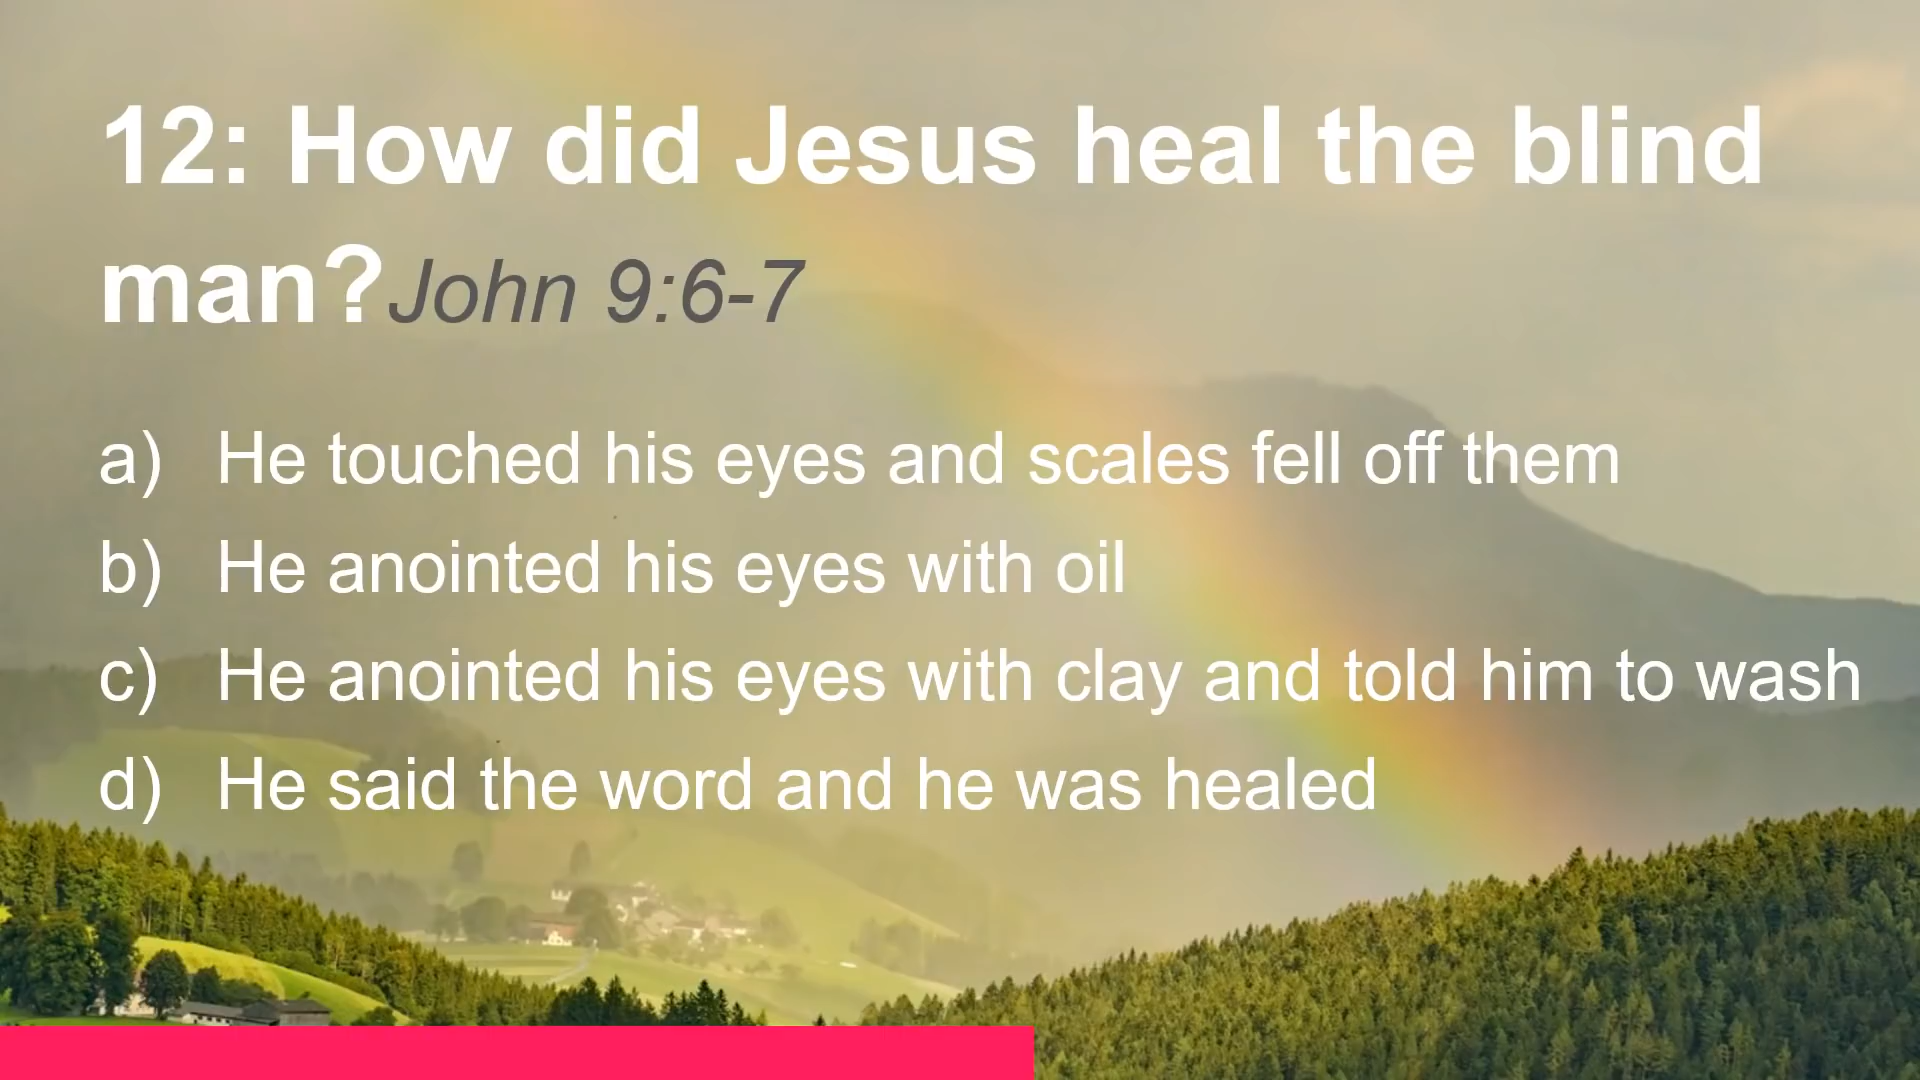 12: How did Jesus heal the blind
man? John 9:6-7
a) He touched his eyes and scales fell off them
b) He anointed his eyes with oil
c) He anointed his eyes with clay and told him to wash
d) He said the word and he was healed